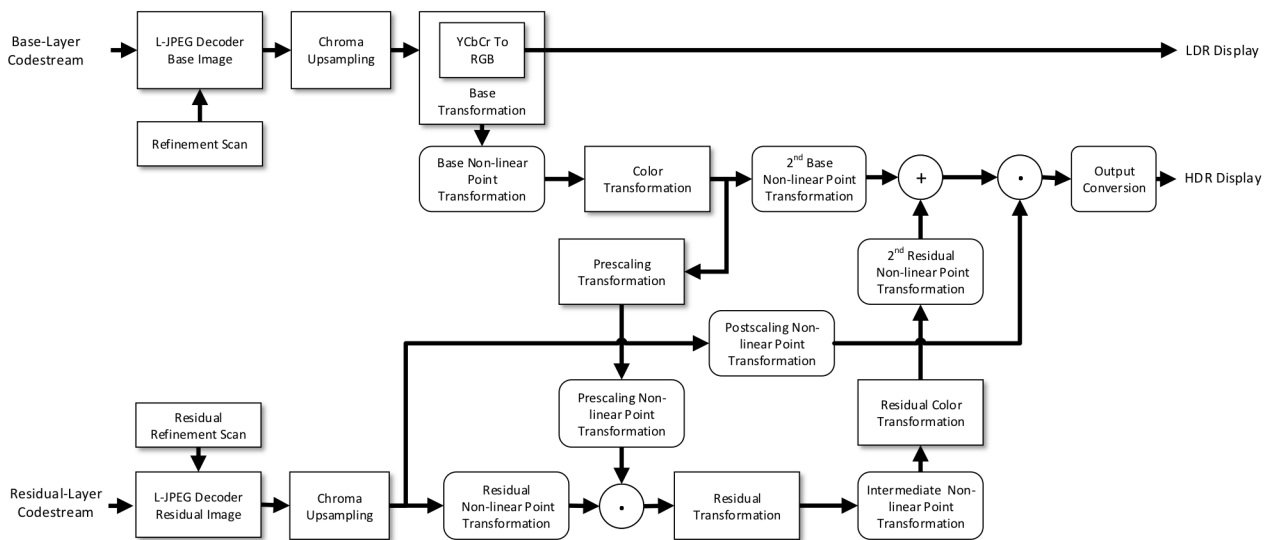 Base-Layer
Codestream
L-JPEG Decoder
Base Image
Chroma
Upsampling
YCbCr To
RGB
Base
Transformation
LDR Display
Refinement Scan
Base Non-linear
Point
Transformation
Color
Transformation
2nd Base
Non-linear Point
Transformation
+
·
Output
Conversion
HDR Display
Prescaling
Transformation
2nd Residual
Non-linear Point
Transformation
Postscaling Non-
linear Point
Transformation
Prescaling Non-
linear Point
Transformation
Residual Color
Transformation
Residual
Refinement Scan
Residual-Layer
Codestream
L-JPEG Decoder
Residual Image
Chroma
Upsampling
Residual
Non-linear Point
Transformation
·
Residual
Transformation
Intermediate Non-
linear Point
Transformation